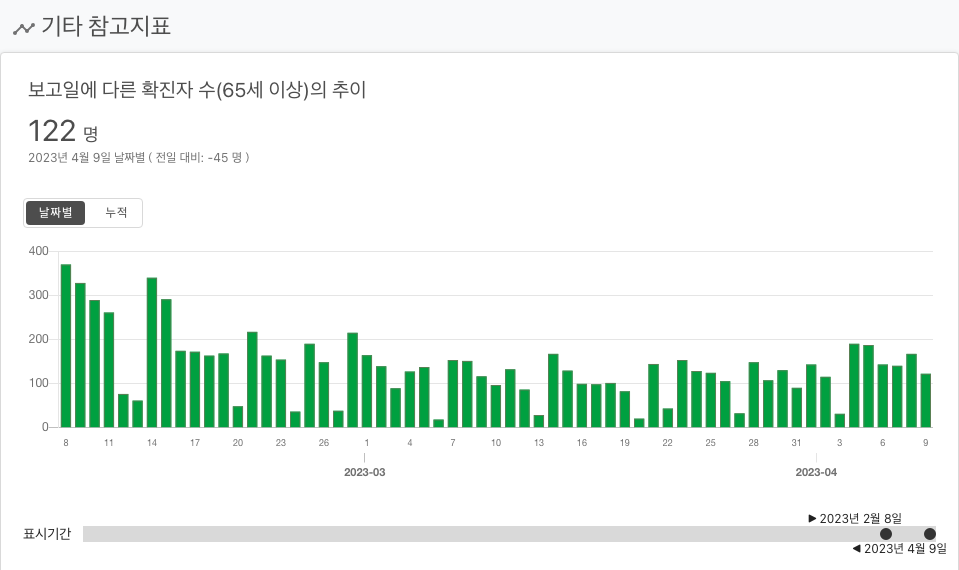 기타 참고지표
보고일에 다른 확진자 수(65세 이상)의 추이
122 명
2023년 4월 9일 날짜별 ( 전일 대비: -45 명 )
날짜별 누적
400
300
200
100
0
8 11 14 17 20 23 26 1 4 7 10 13 16 19 22 25 28 31 3 6 9
2023-03 2023-04
▶ 2023년 2월 8일
표시기간
◀ 2023년 4월 9일